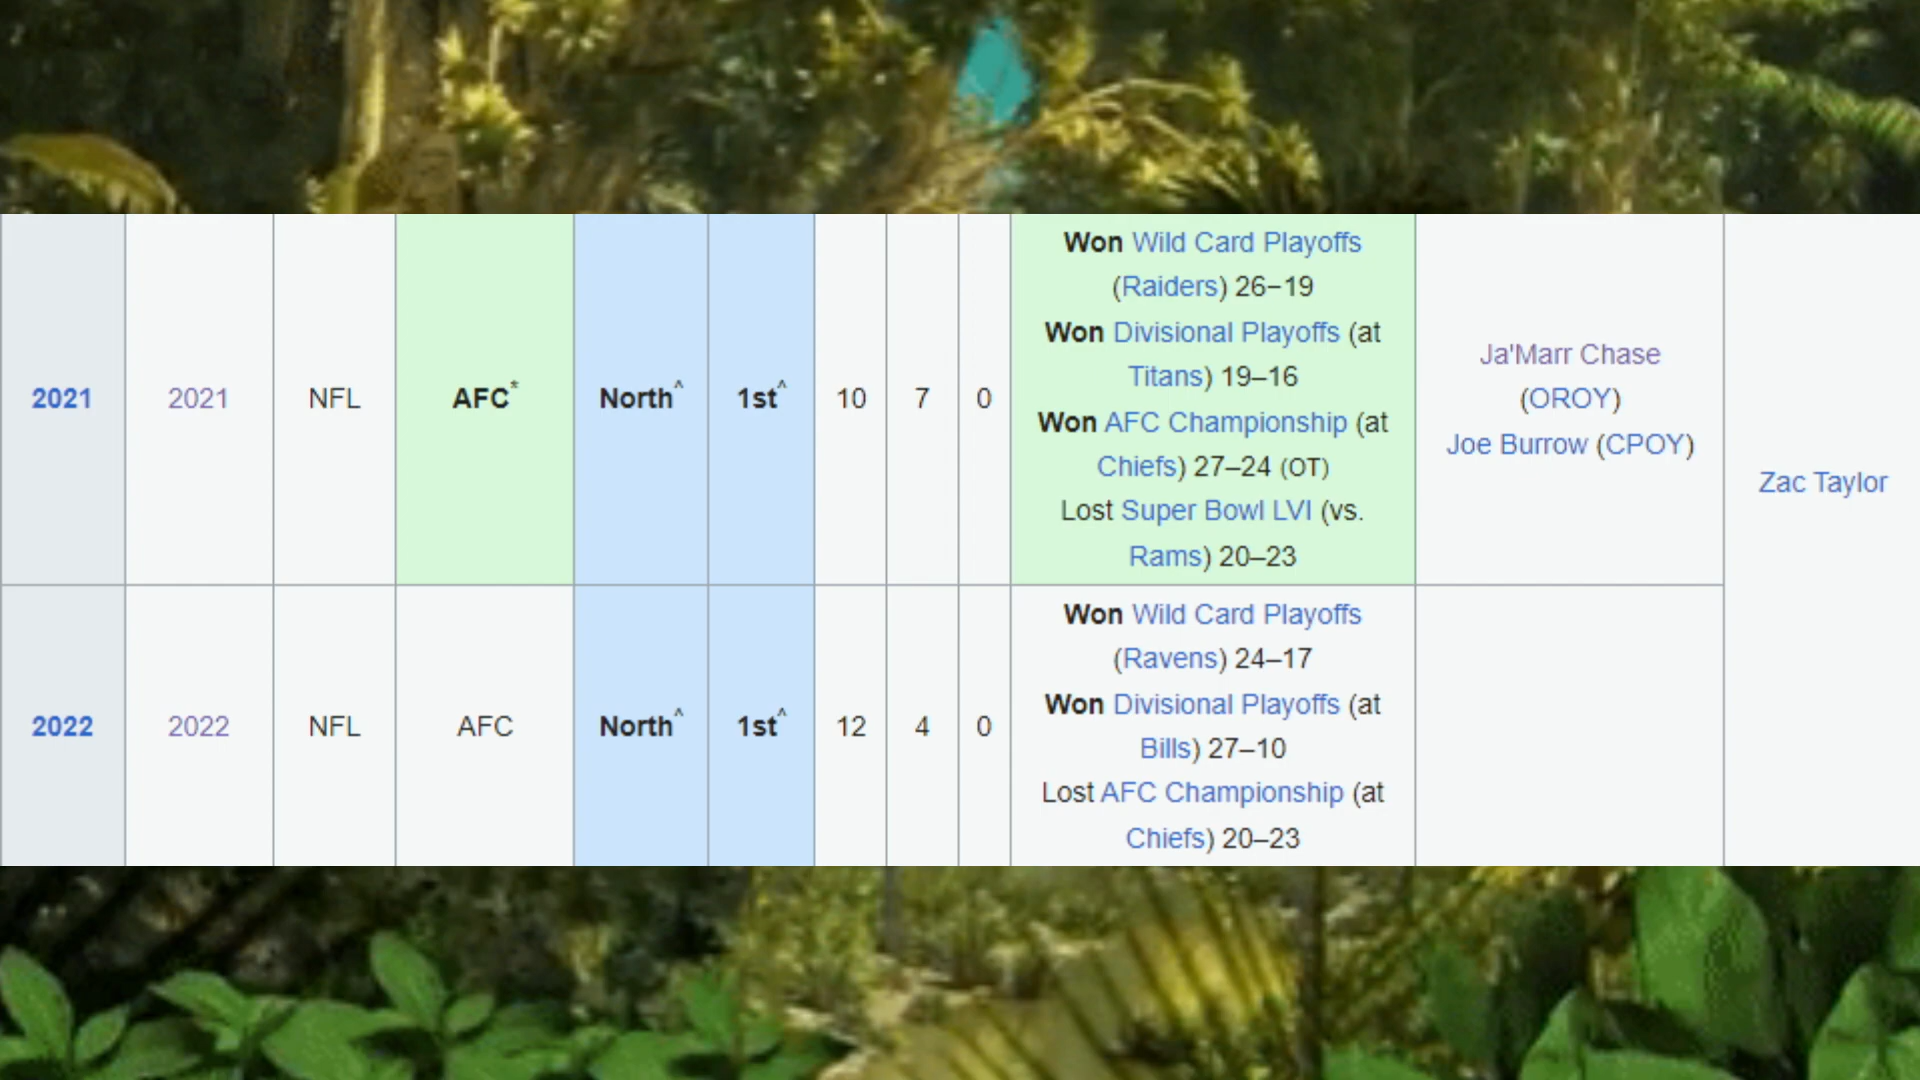 2021 2021 NFL AFC* North^ 1st^ 10 7 0
Won Wild Card Playoffs
(Raiders) 26–19
Won Divisional Playoffs (at
Titans) 19–16
Won AFC Championship (at
Chiefs) 27–24 (OT)
Lost Super Bowl LVI (vs.
Rams) 20–23
Ja'Marr Chase
(OROY)
Joe Burrow (CPOY)
Zac Taylor
2022 2022 NFL AFC North^ 1st^ 12 4 0
Won Wild Card Playoffs
(Ravens) 24–17
Won Divisional Playoffs (at
Bills) 27–10
Lost AFC Championship (at
Chiefs) 20–23